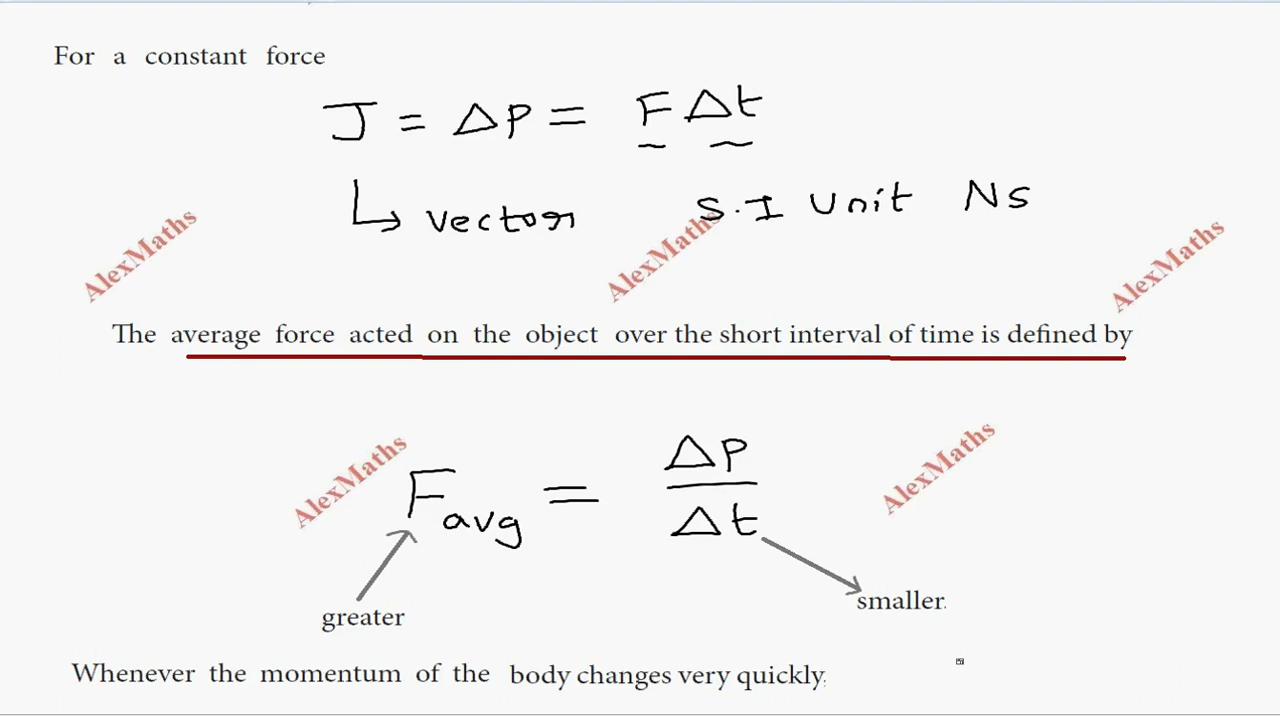 For a constant force
J = ΔP = F Δt
↳ vector S.I Unit Ns
AlexMaths
AlexMaths
AlexMaths
The average force acted on the object over the short interval of time is defined by
AlexMaths
AlexMaths
F avg = ΔP / Δt
greater
smaller.
Whenever the momentum of the body changes very quickly.